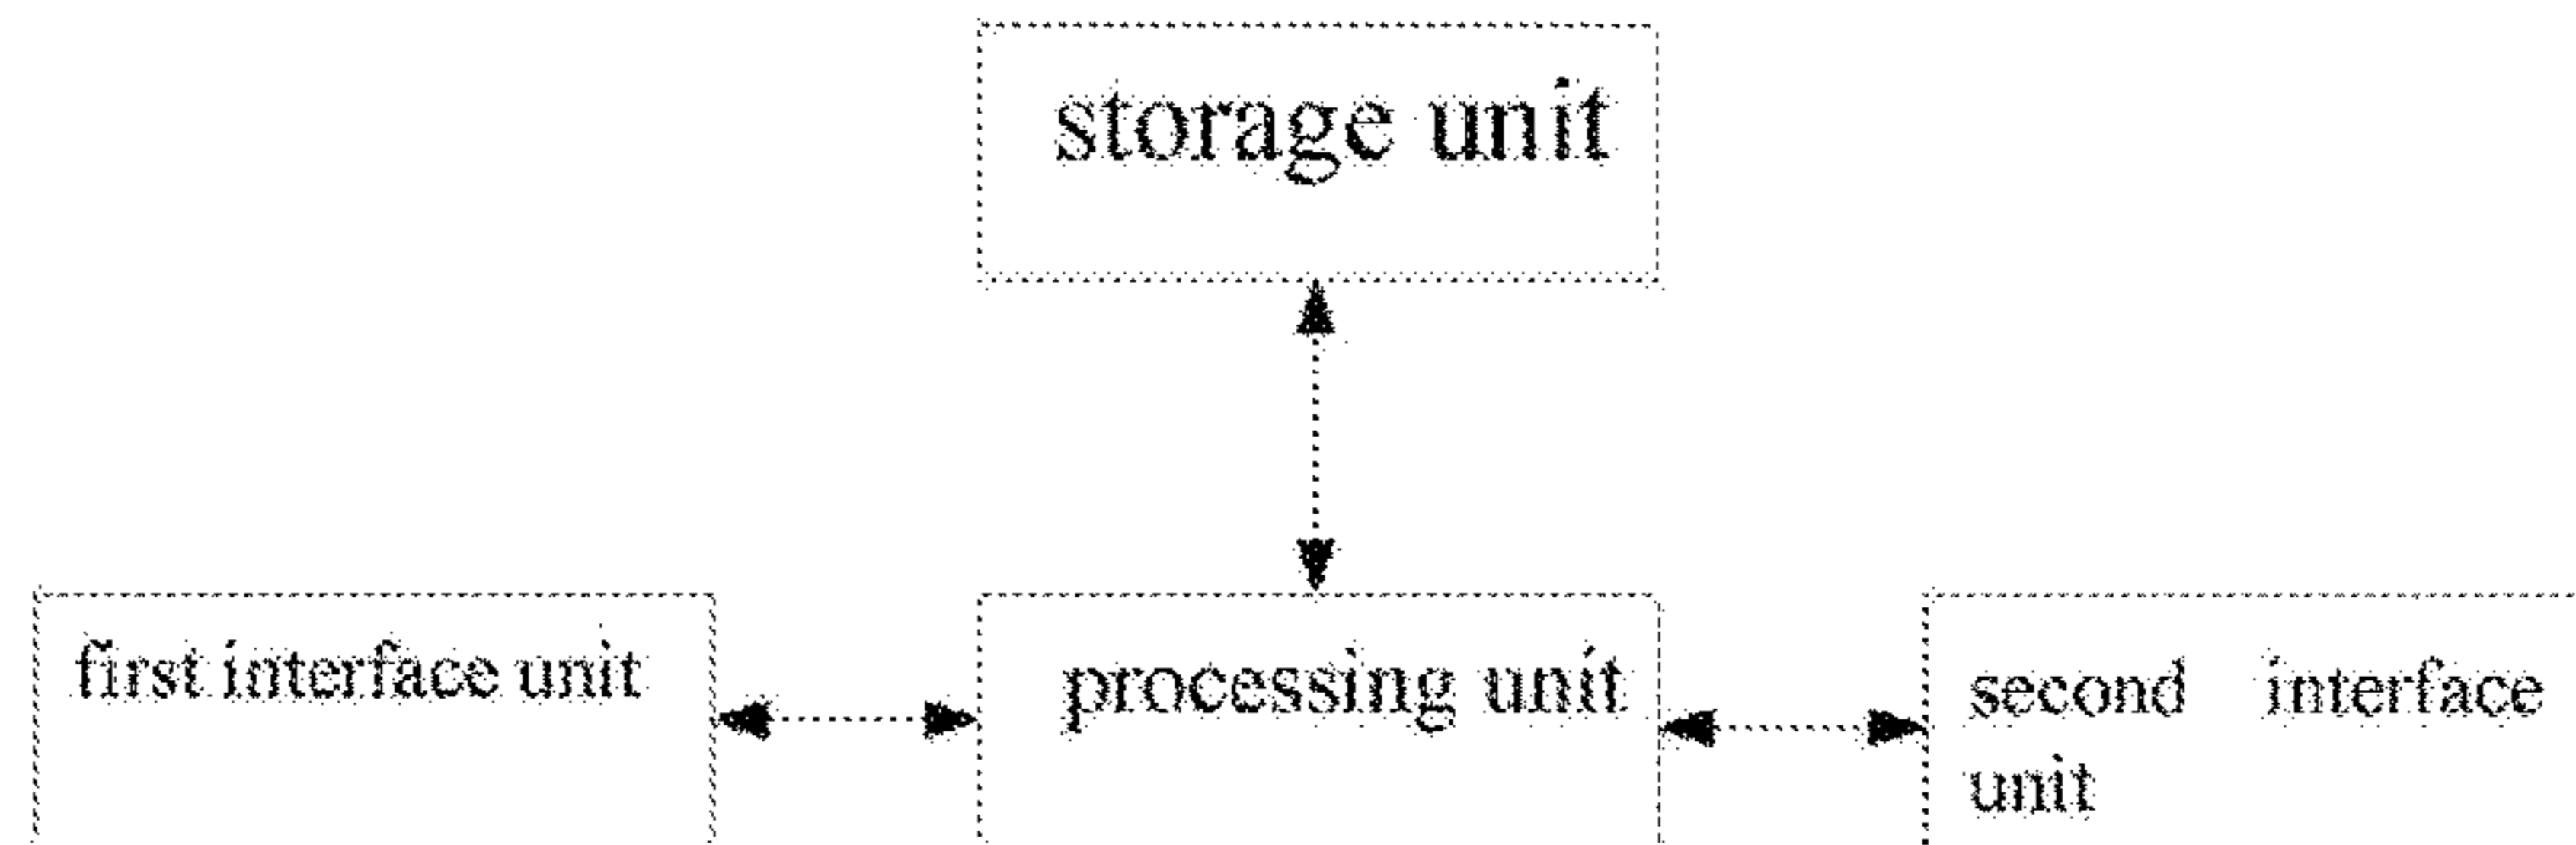 storage unit
first interface unit
processing unit
second interface
unit